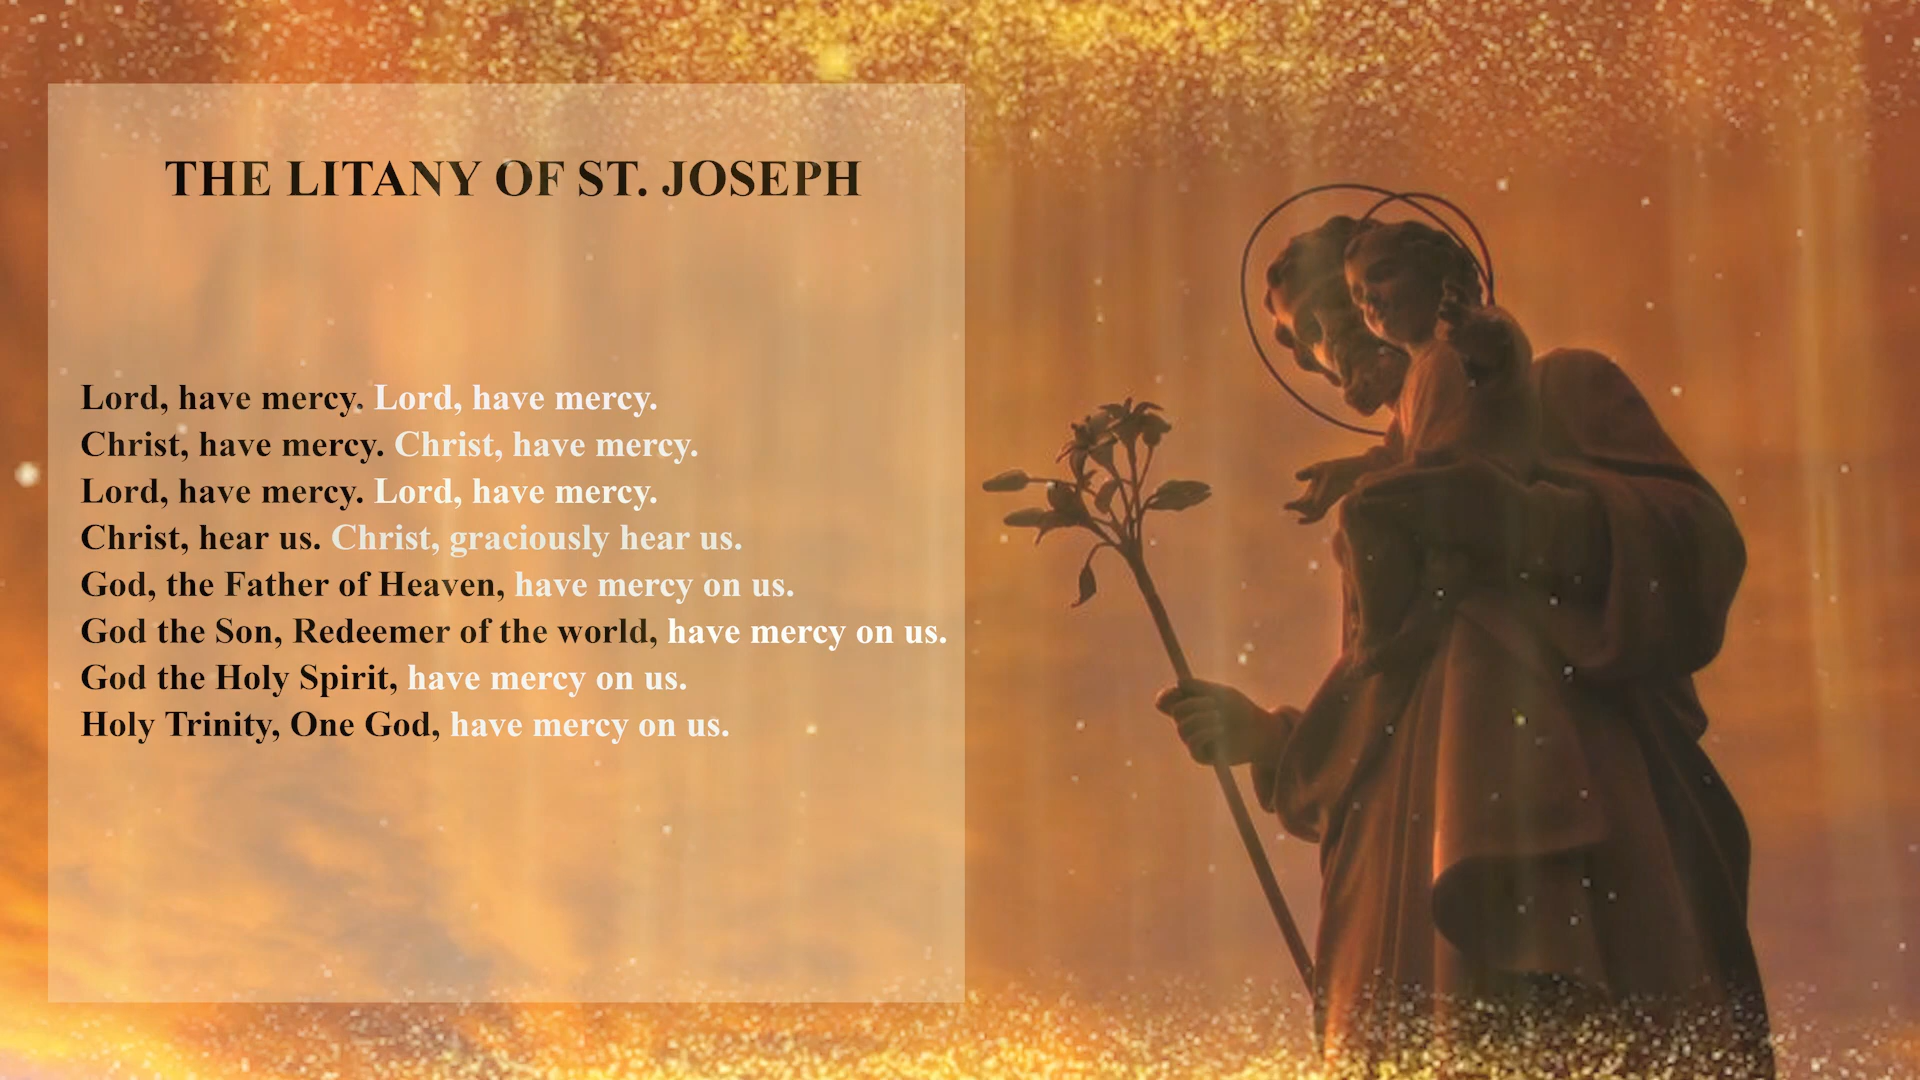 THE LITANY OF ST. JOSEPH
Lord, have mercy. Lord, have mercy.
Christ, have mercy. Christ, have mercy.
Lord, have mercy. Lord, have mercy.
Christ, hear us. Christ, graciously hear us.
God, the Father of Heaven, have mercy on us.
God the Son, Redeemer of the world, have mercy on us.
God the Holy Spirit, have mercy on us.
Holy Trinity, One God, have mercy on us.